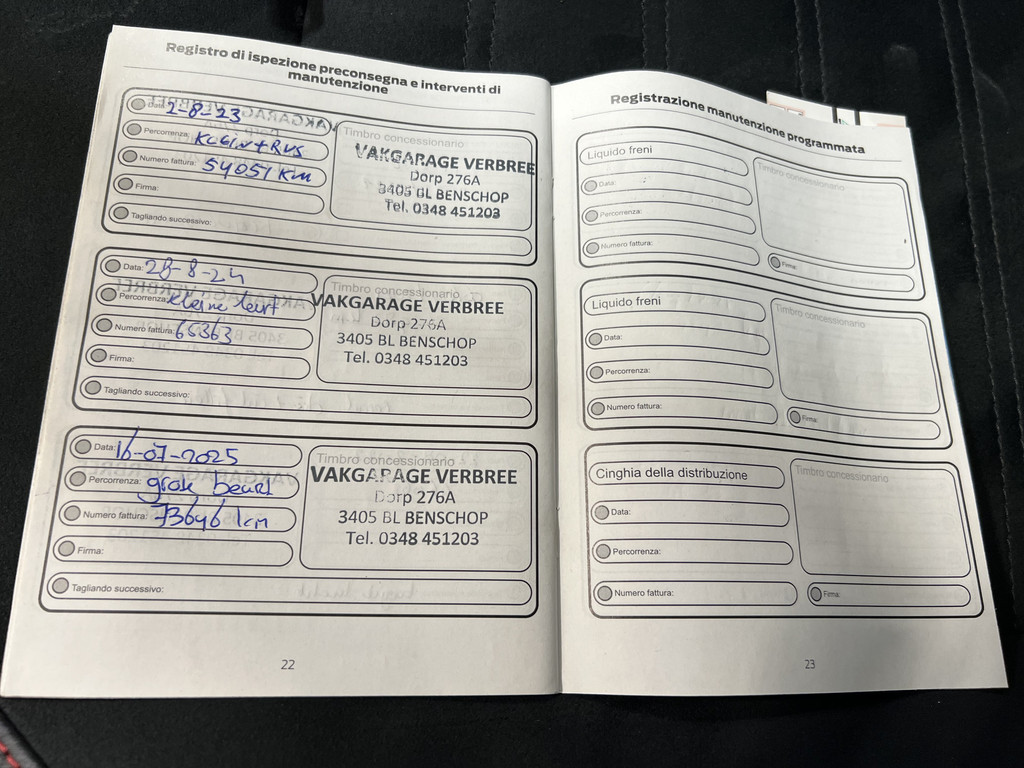 Registro di ispezione preconsegna e interventi di
manutenzione
Data: 2-8-23
Percorrenza:
Numero fattura: 54051 KM
Firma:
Tagliando successivo:
Timbro concessionario
VAKGARAGE VERBREE
Dorp 276A
3405 BL BENSCHOP
Tel. 0348 451203
Data: 28-8-24
Percorrenza: kleine beurt
Numero fattura: 65363
Firma:
Tagliando successivo:
Timbro concessionario
VAKGARAGE VERBREE
Dorp 276A
3405 BL BENSCHOP
Tel. 0348 451203
Data: 16-07-2025
Percorrenza: grote beurt
Numero fattura: 73646 km
Firma:
Tagliando successivo:
Timbro concessionario
VAKGARAGE VERBREE
Dorp 276A
3405 BL BENSCHOP
Tel. 0348 451203
22
Registrazione manutenzione programmata
Liquido freni
Data:
Percorrenza:
Numero fattura:
Timbro concessionario
Firma:
Liquido freni
Data:
Percorrenza:
Numero fattura:
Timbro concessionario
Firma:
Cinghia della distribuzione
Data:
Percorrenza:
Numero fattura:
Timbro concessionario
Firma:
23